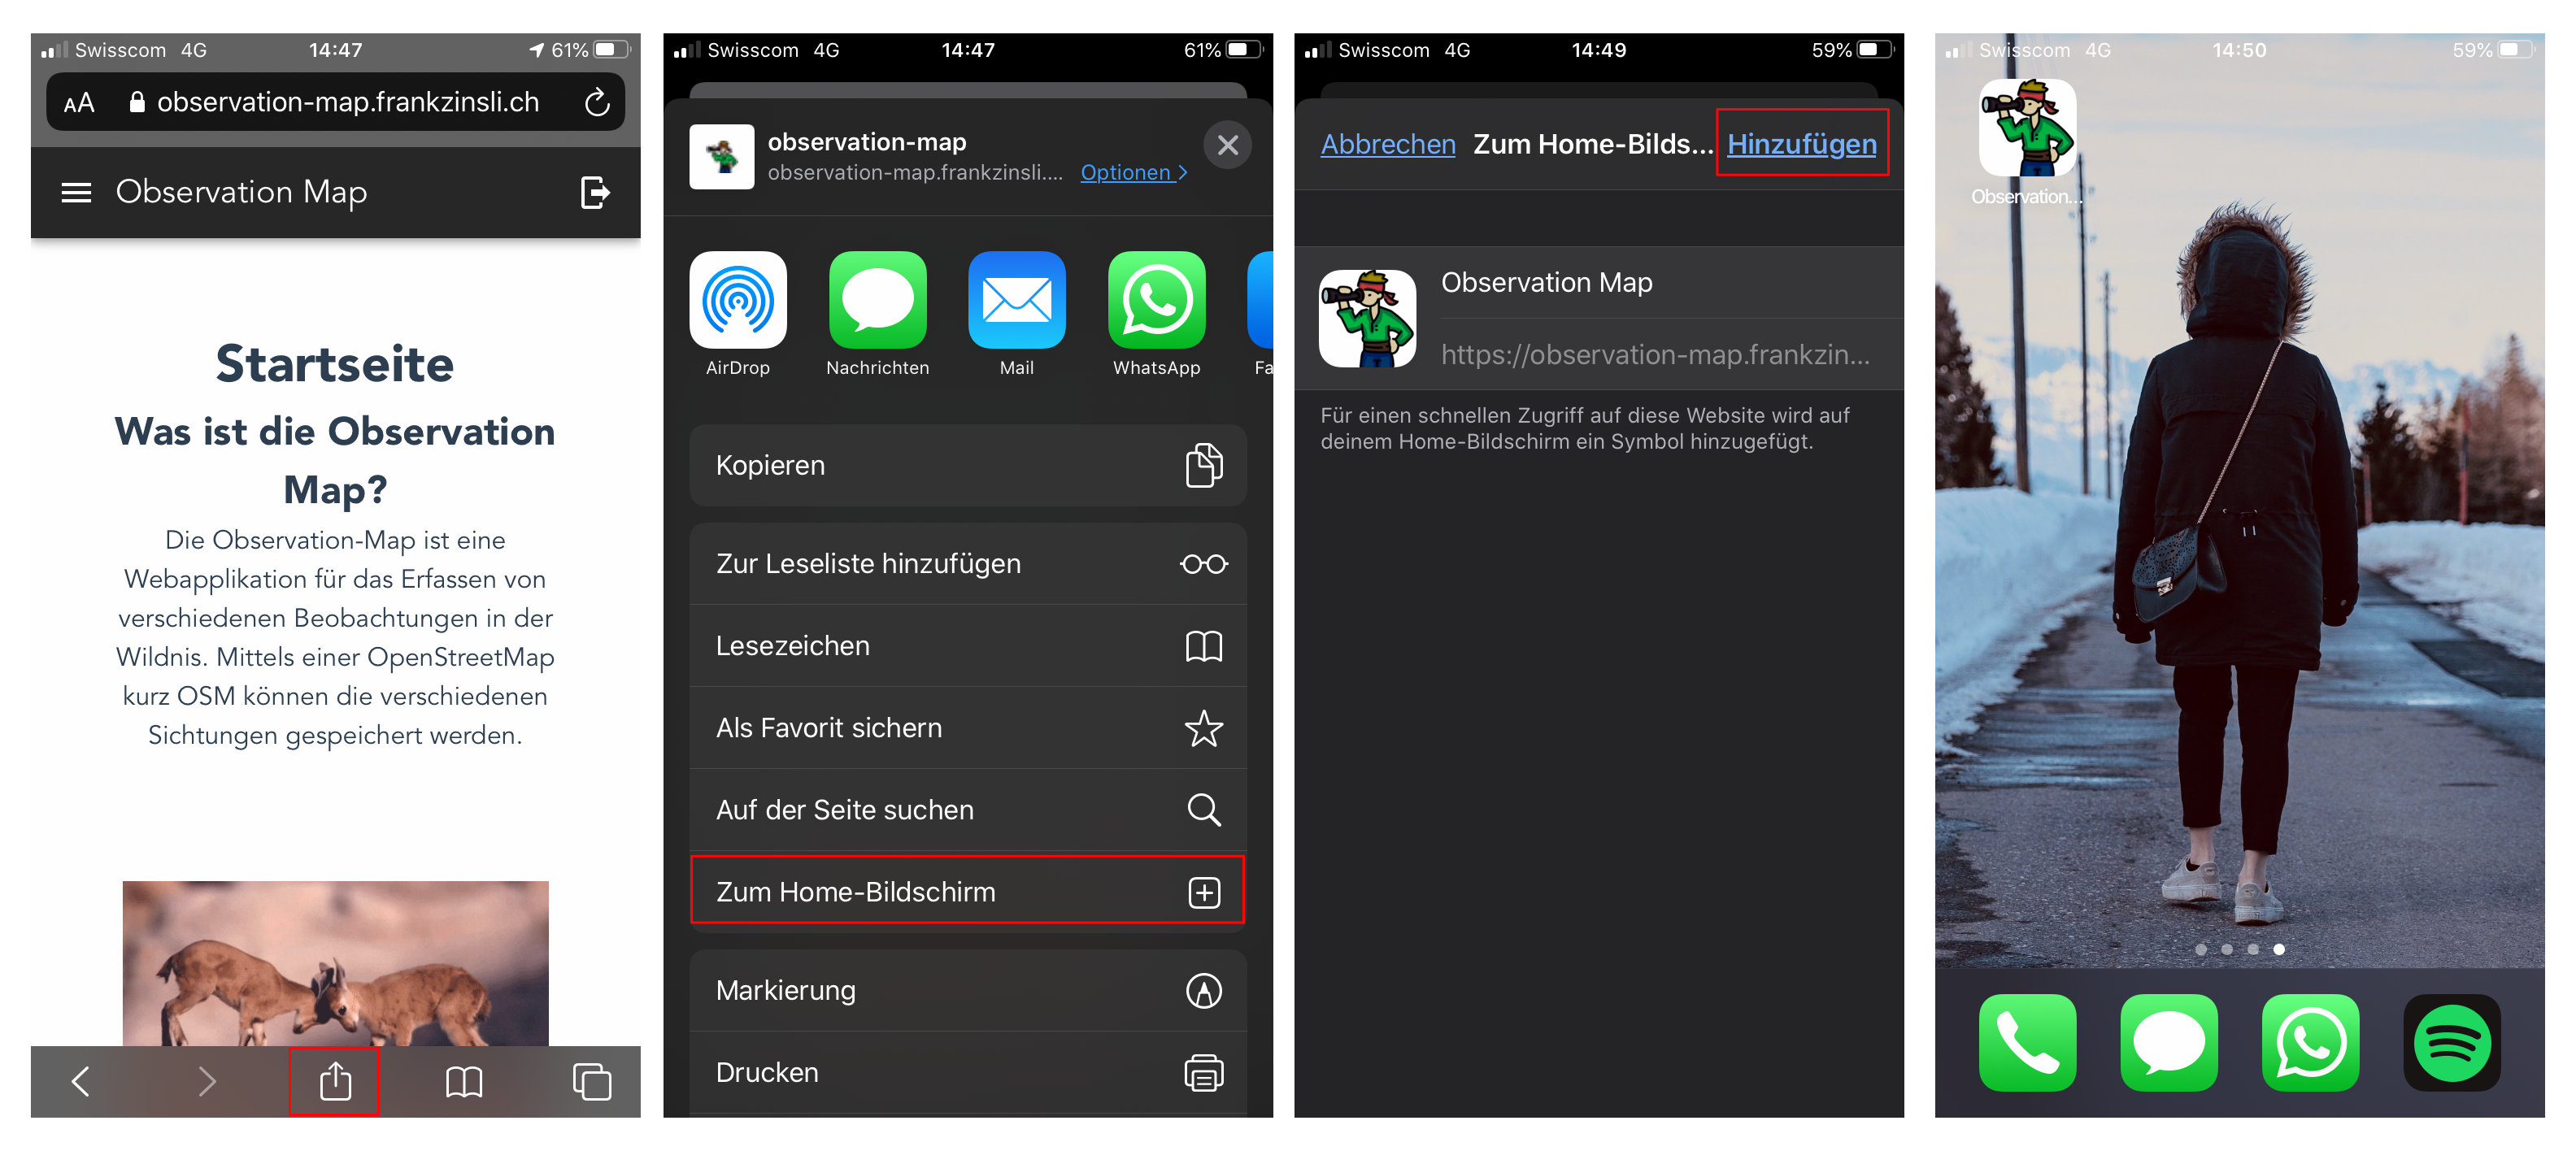 Swisscom 4G 14:47 61%
AA observation-map.frankzinsli.ch
Observation Map
Startseite
Was ist die Observation
Map?
Die Observation-Map ist eine
Webapplikation für das Erfassen von
verschiedenen Beobachtungen in der
Wildnis. Mittels einer OpenStreetMap
kurz OSM können die verschiedenen
Sichtungen gespeichert werden.
Swisscom 4G 14:47 61%
observation-map
observation-map.frankzinsli.... Optionen >
AirDrop Nachrichten Mail WhatsApp Fa
Kopieren
Zur Leseliste hinzufügen
Lesezeichen
Als Favorit sichern
Auf der Seite suchen
Zum Home-Bildschirm
Markierung
Drucken
Swisscom 4G 14:49 59%
Abbrechen Zum Home-Bilds... Hinzufügen
Observation Map
https://observation-map.frankzin...
Für einen schnellen Zugriff auf diese Website wird auf
deinem Home-Bildschirm ein Symbol hinzugefügt.
Swisscom 4G 14:50 59%
Observation...